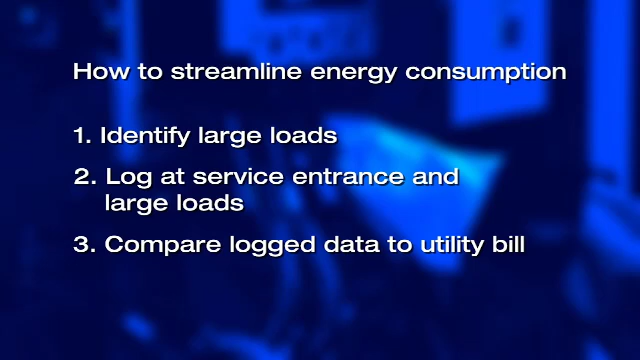 How to streamline energy consumption
1. Identify large loads
2. Log at service entrance and
large loads
3. Compare logged data to utility bill